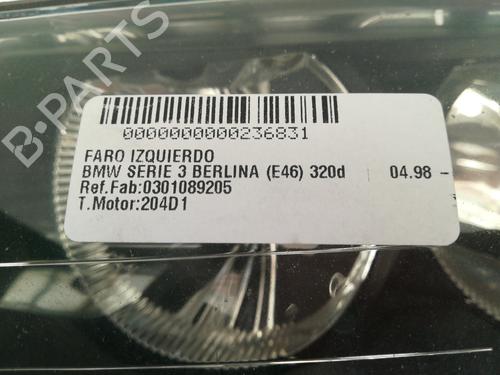 0000000000236831
FARO IZQUIERDO
BMW SERIE 3 BERLINA (E46) 320d 04.98 -
Ref.Fab:0301089205
T.Motor:204D1
B-PARTS